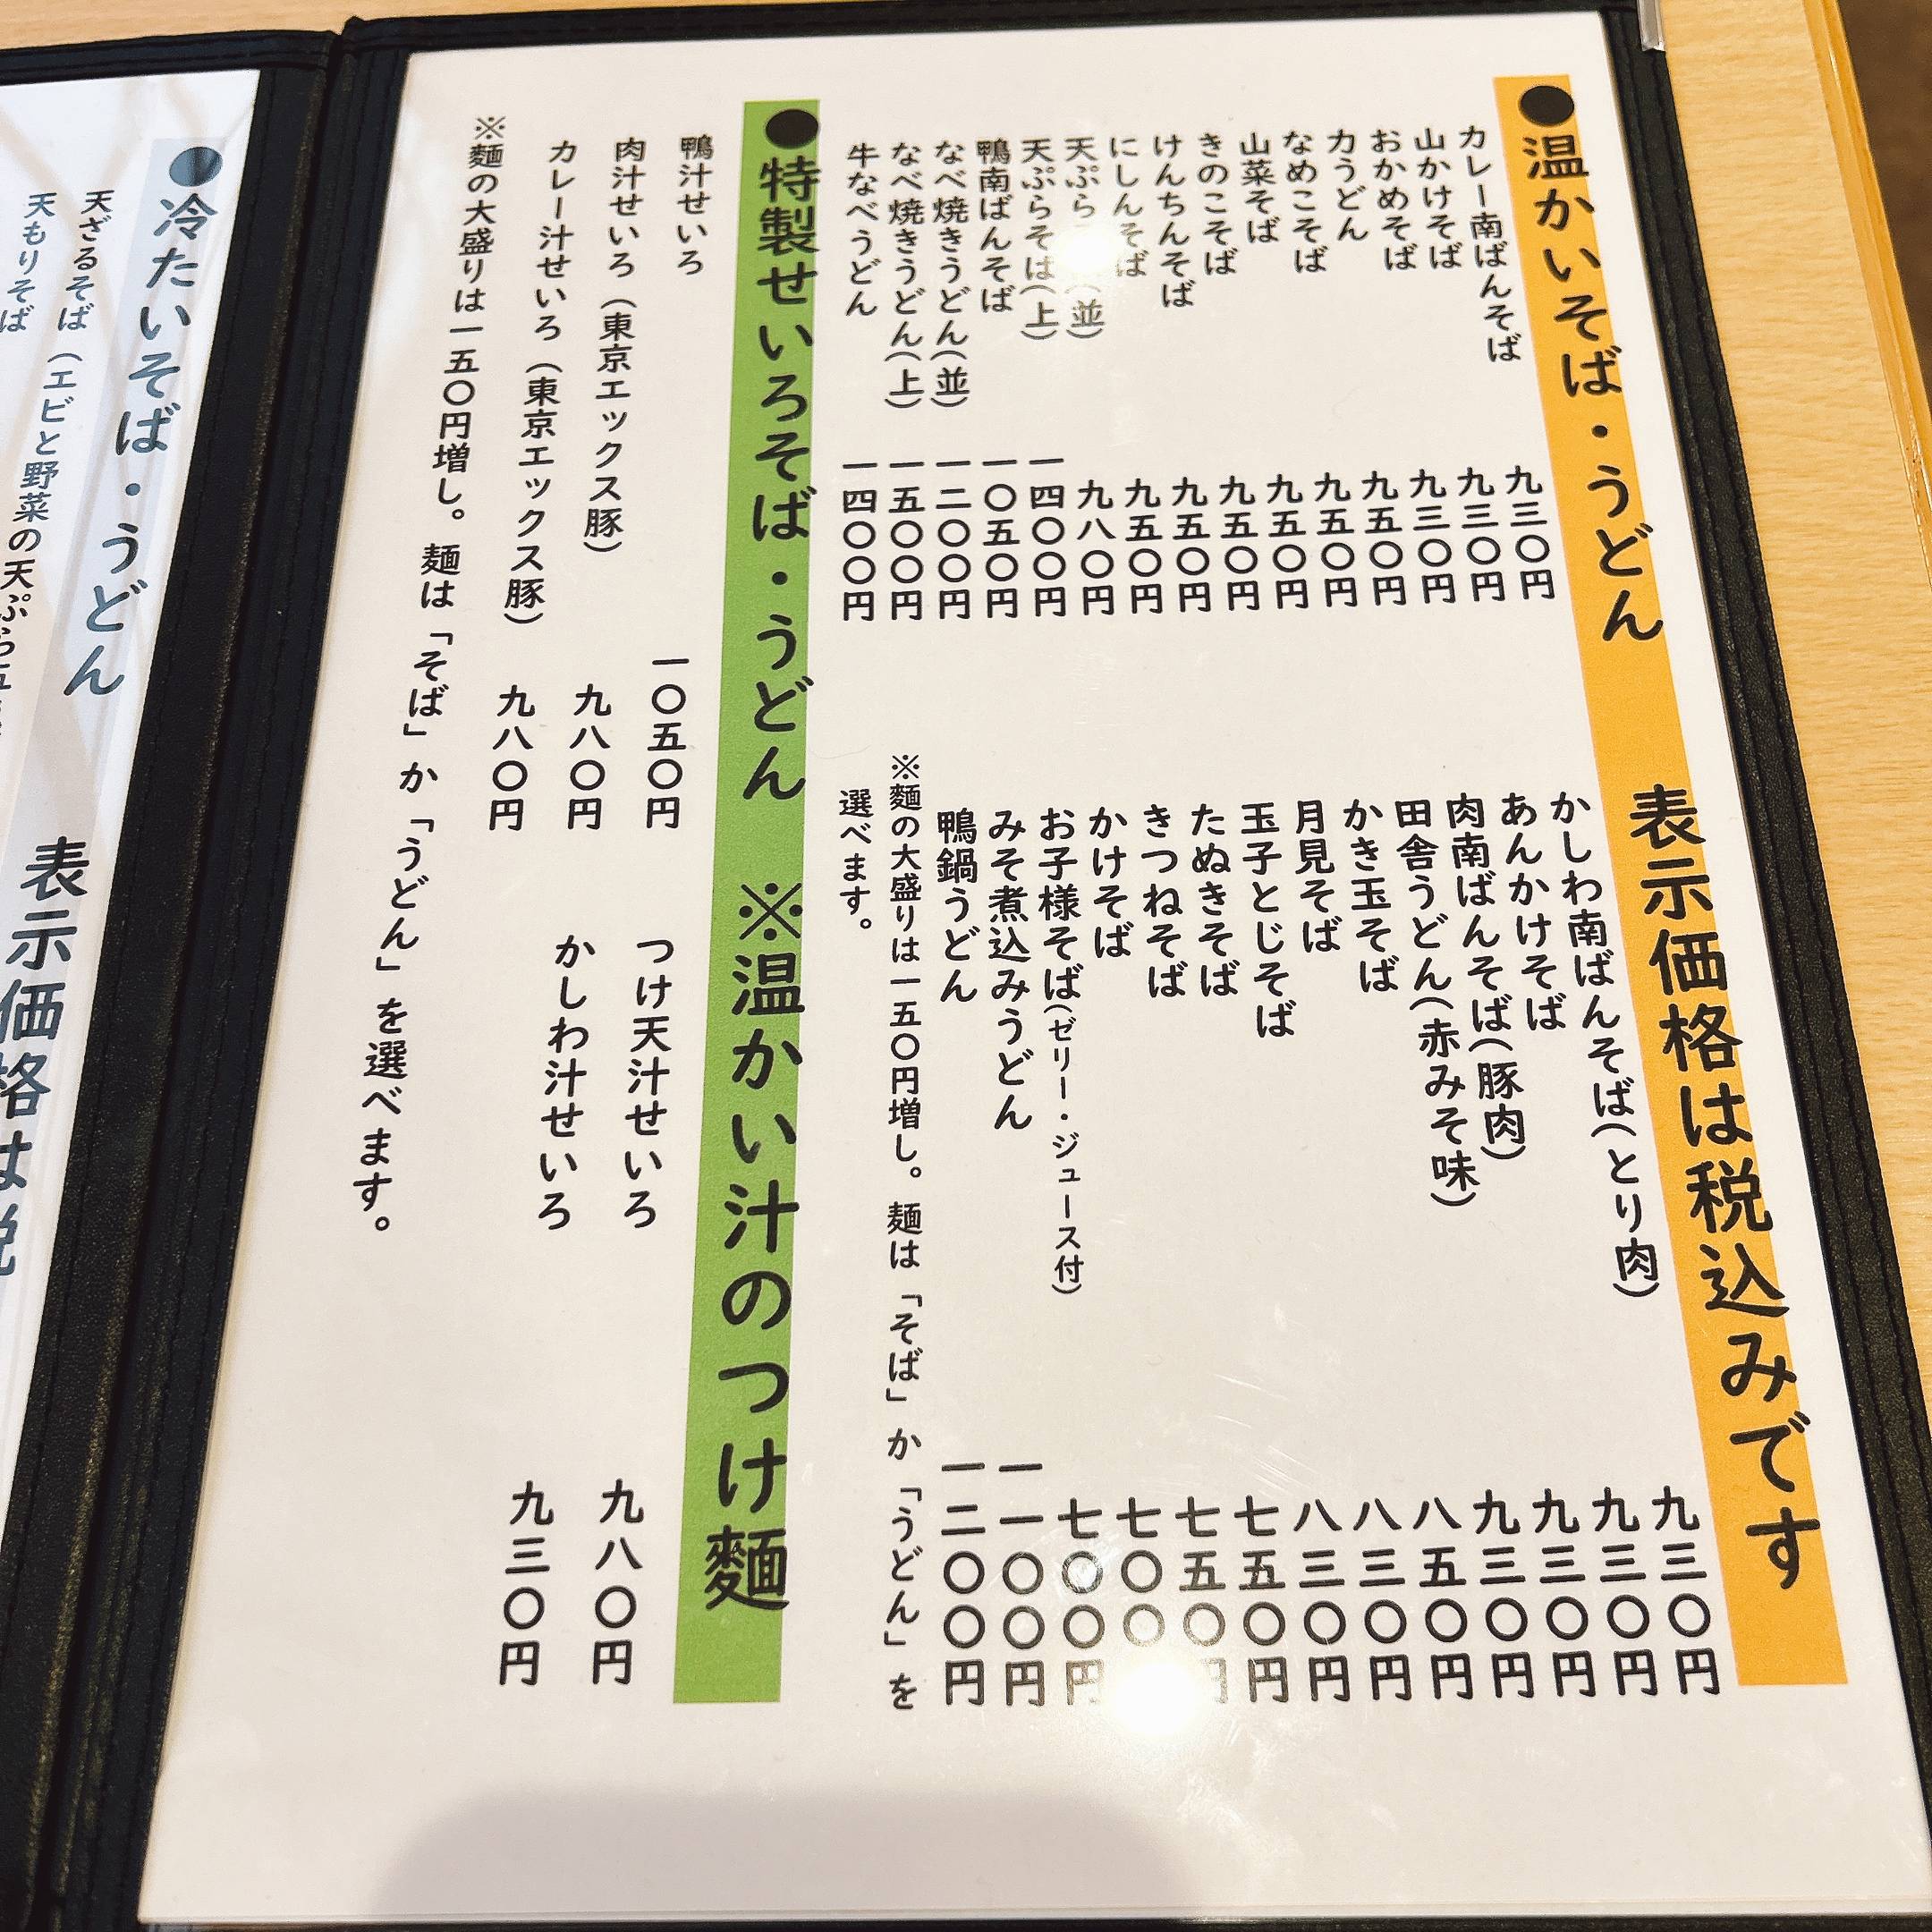 ●温かいそば・うどん　表示価格は税込みです
カレー南ばんそば　九三〇円
山かけそば　九三〇円
おかめそば　九三〇円
力うどん　九五〇円
なめこそば　九五〇円
山菜そば　九五〇円
きのこそば　九五〇円
けんちんそば　九五〇円
にしんそば　九五〇円
天ぷら（並）　九八〇円
天ぷらそば（上）　一四〇〇円
鴨南ばんそば　一〇五〇円
なべ焼きうどん（並）　一二〇〇円
なべ焼きうどん（上）　一五〇〇円
牛なべうどん　一四〇〇円
かしわ南ばんそば（とり肉）　九三〇円
あんかけそば　九三〇円
肉南ばんそば（豚肉）　九三〇円
田舎うどん（赤みそ味）　九三〇円
かき玉そば　八五〇円
月見そば　八三〇円
玉子とじそば　八三〇円
たぬきそば　七五〇円
きつねそば　七五〇円
かけそば　七〇〇
お子様そば（ゼリー・ジュース付）　七〇〇円
みそ煮込みうどん　一一〇〇円
鴨鍋うどん　一二〇〇円
※麺の大盛りは一五〇円増し。麺は「そば」か「うどん」を
選べます。
●特製せいろそば・うどん　※温かい汁のつけ麺
鴨汁せいろ　一〇五〇円
肉汁せいろ（東京エックス豚）　九八〇円
カレー汁せいろ（東京エックス豚）　九八〇円
つけ天汁せいろ　九八〇円
かしわ汁せいろ　九三〇円
※麺の大盛りは一五〇円増し。麺は「そば」か「うどん」を選べます。
●冷たいそば・うどん　表示価格は税
天ざるそば（エビと野菜の天ぷら
天もりそば